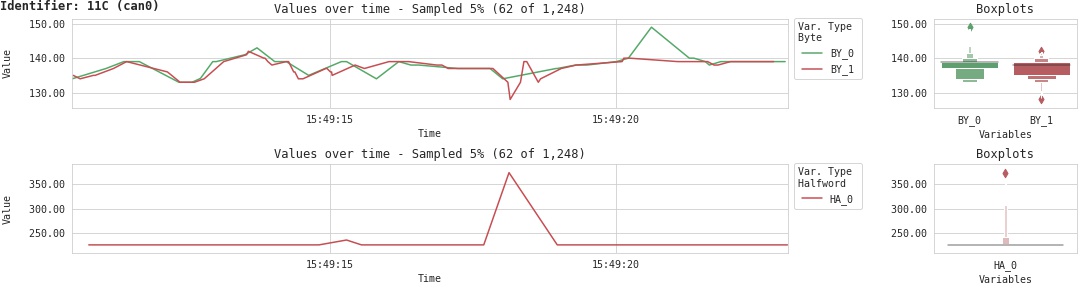 Identifier: 11C (can0)
Values over time - Sampled 5% (62 of 1,248)
Value
150.00
140.00
130.00
15:49:15
15:49:20
Time
Var. Type
Byte
BY_0
BY_1
Boxplots
150.00
140.00
130.00
BY_0
BY_1
Variables
Values over time - Sampled 5% (62 of 1,248)
Value
350.00
300.00
250.00
15:49:15
15:49:20
Time
Var. Type
Halfword
HA_0
Boxplots
350.00
300.00
250.00
HA_0
Variables